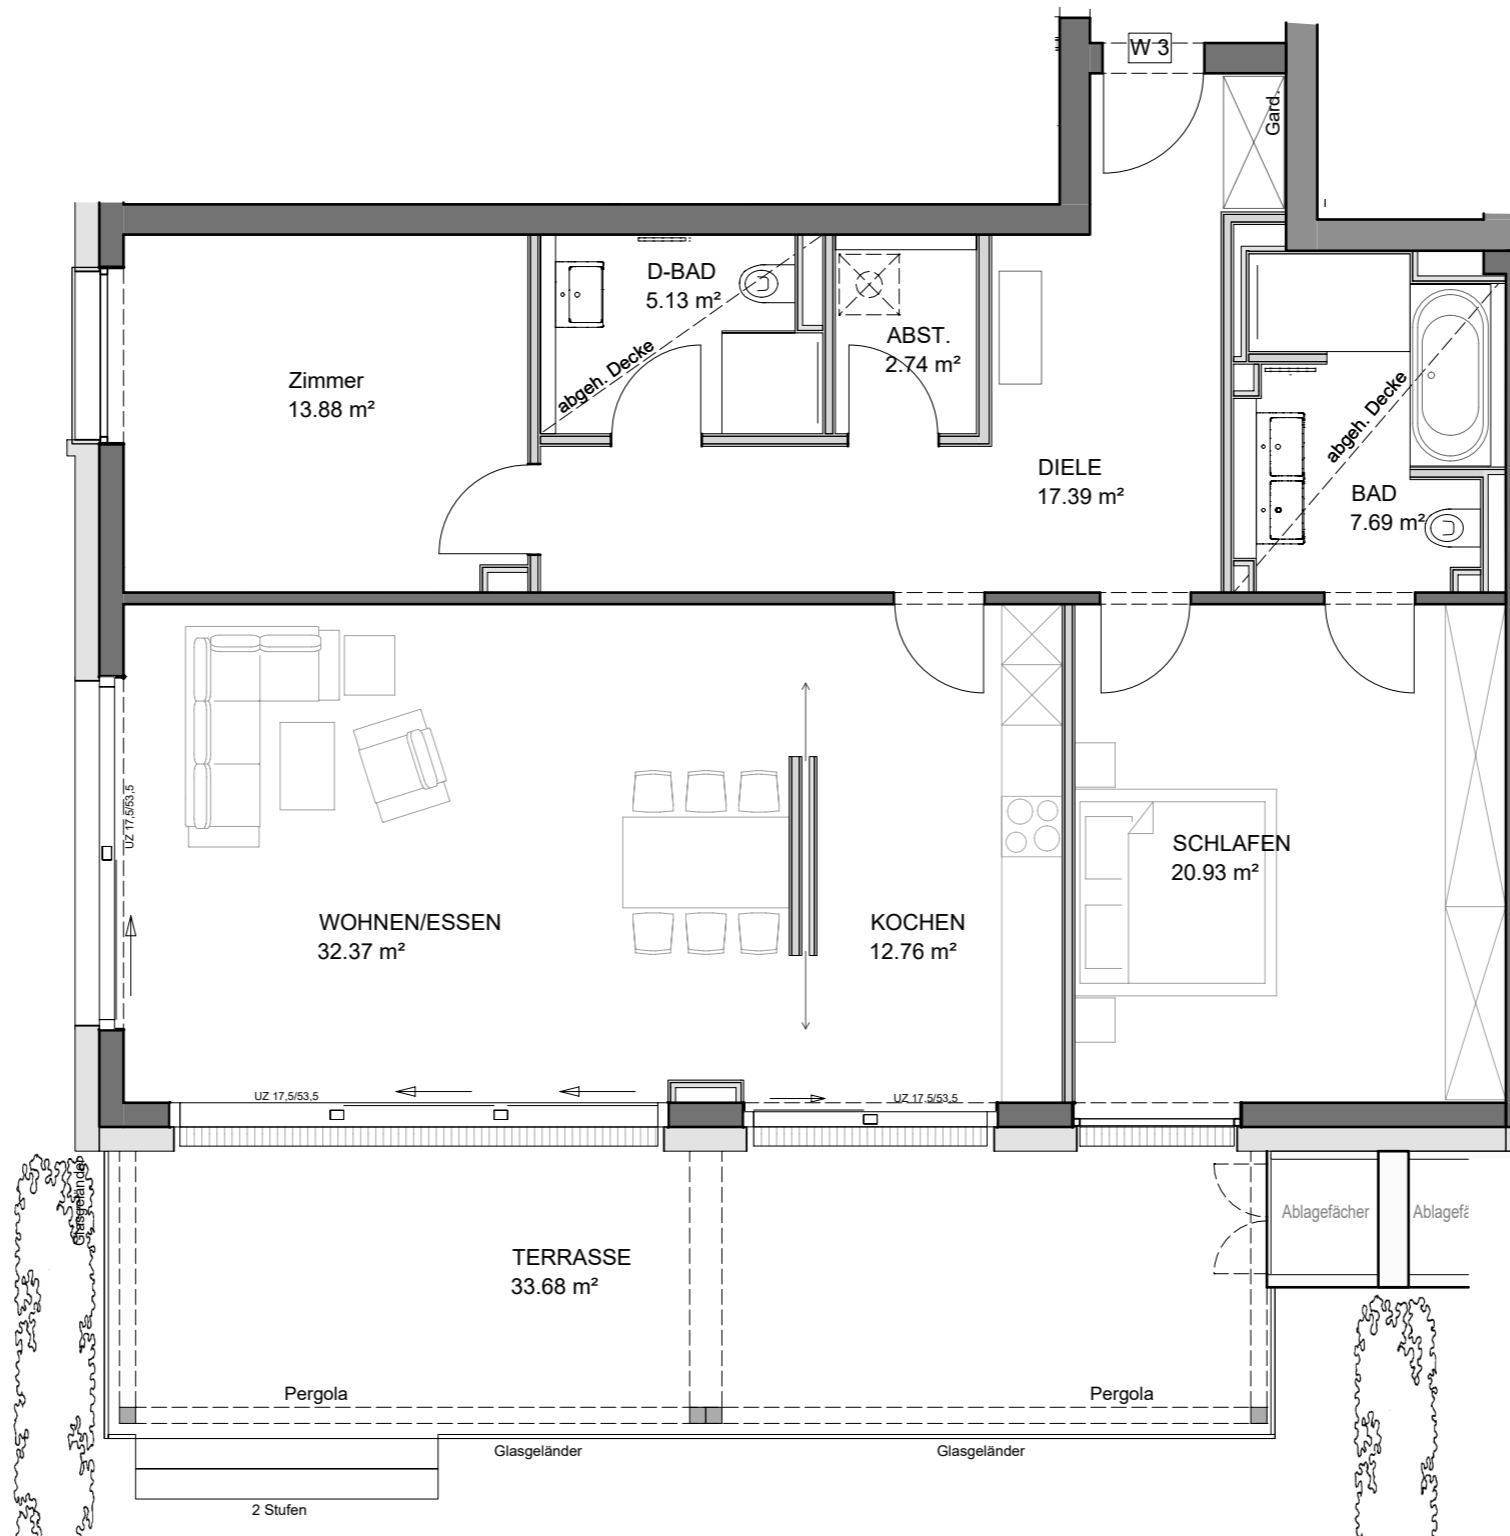 W 3
Gard.
D-BAD
5.13 m²
abgeh. Decke
ABST.
2.74 m²
Zimmer
13.88 m²
DIELE
17.39 m²
abgeh. Decke
BAD
7.69 m²
UZ 17,5/53,5
SCHLAFEN
20.93 m²
WOHNEN/ESSEN
32.37 m²
KOCHEN
12.76 m²
UZ 17,5/53,5
UZ 17,5/53,5
Glasgeländer
Ablagefächer
Ablagefä
TERRASSE
33.68 m²
Pergola
Pergola
Glasgeländer
Glasgeländer
2 Stufen